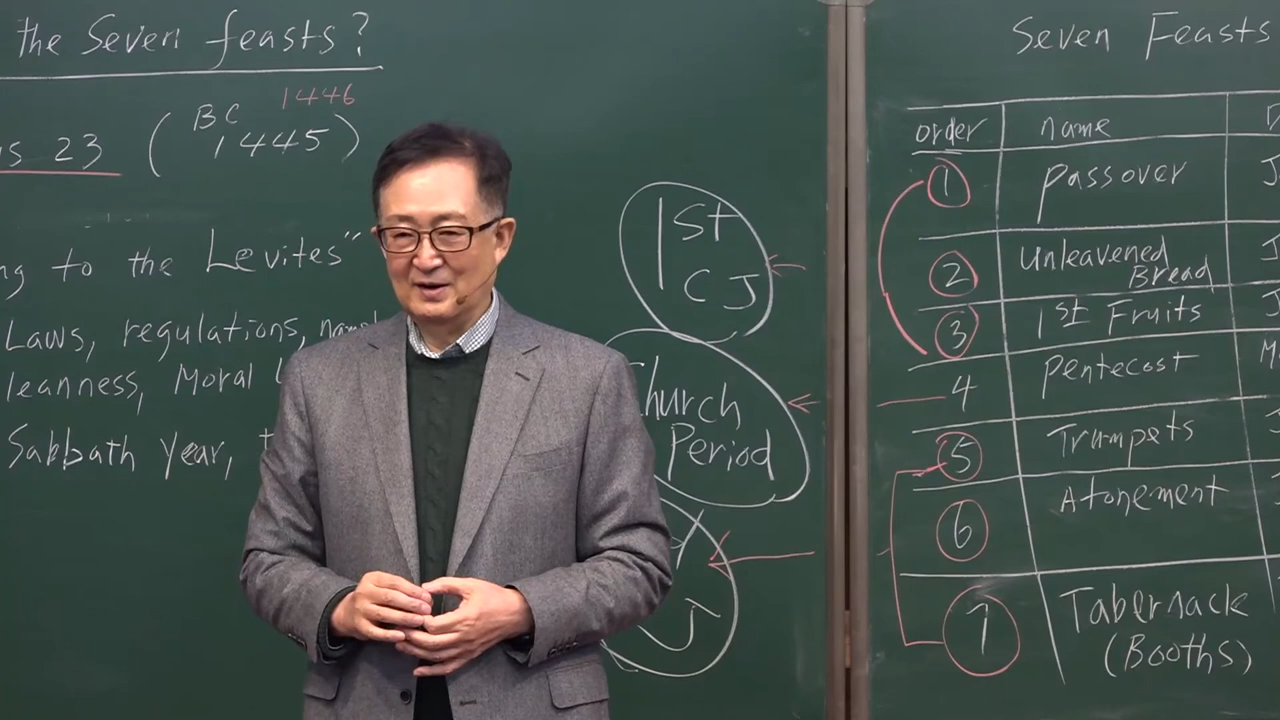 the Seven feasts?
BC 1446
(1445)
s 23
ng to the Levites"
Laws, regulations,
leanness, Moral
Sabbath year,
1st
CJ
Church
Period
J
Seven Feasts
order name
1 Passover
2 unleavened
Bread
3 1st Fruits
4 Pentecost
5 Trumpets
6 Atonement
7 Tabernacle
(Booths)